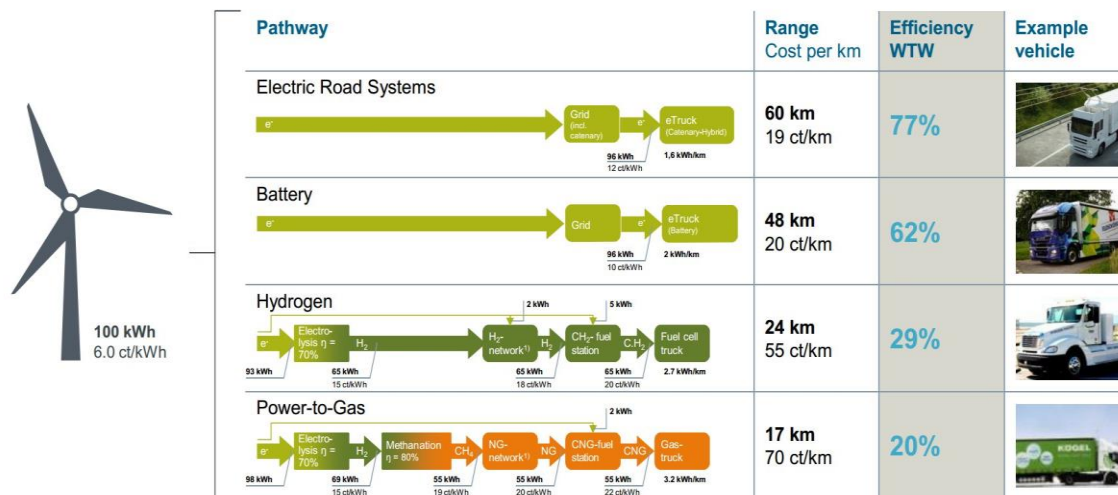 Pathway
Range
Cost per km
Efficiency
WTW
Example
vehicle
100 kWh
6.0 ct/kWh
Electric Road Systems
e-
Grid
(incl.
catenary)
e-
eTruck
(Catenary-Hybrid)
96 kWh
12 ct/kWh
1,6 kWh/km
60 km
19 ct/km
77%
Battery
e-
Grid
e-
eTruck
(Battery)
96 kWh
10 ct/kWh
2 kWh/km
48 km
20 ct/km
62%
Hydrogen
2 kWh
5 kWh
e-
Electro-
lysis η =
70%
H2
H2-
network1)
H2
CH2- fuel
station
C.H2
Fuel cell
truck
93 kWh
65 kWh
15 ct/kWh
65 kWh
18 ct/kWh
65 kWh
20 ct/kWh
2.7 kWh/km
24 km
55 ct/km
29%
Power-to-Gas
2 kWh
e-
Electro-
lysis η =
70%
H2
Methanation
η = 80%
CH4
NG-
network1)
NG
CNG-fuel
station
CNG
Gas-
truck
98 kWh
69 kWh
15 ct/kWh
55 kWh
19 ct/kWh
55 kWh
20 ct/kWh
55 kWh
22 ct/kWh
3.2 kWh/km
17 km
70 ct/km
20%
KOGEL